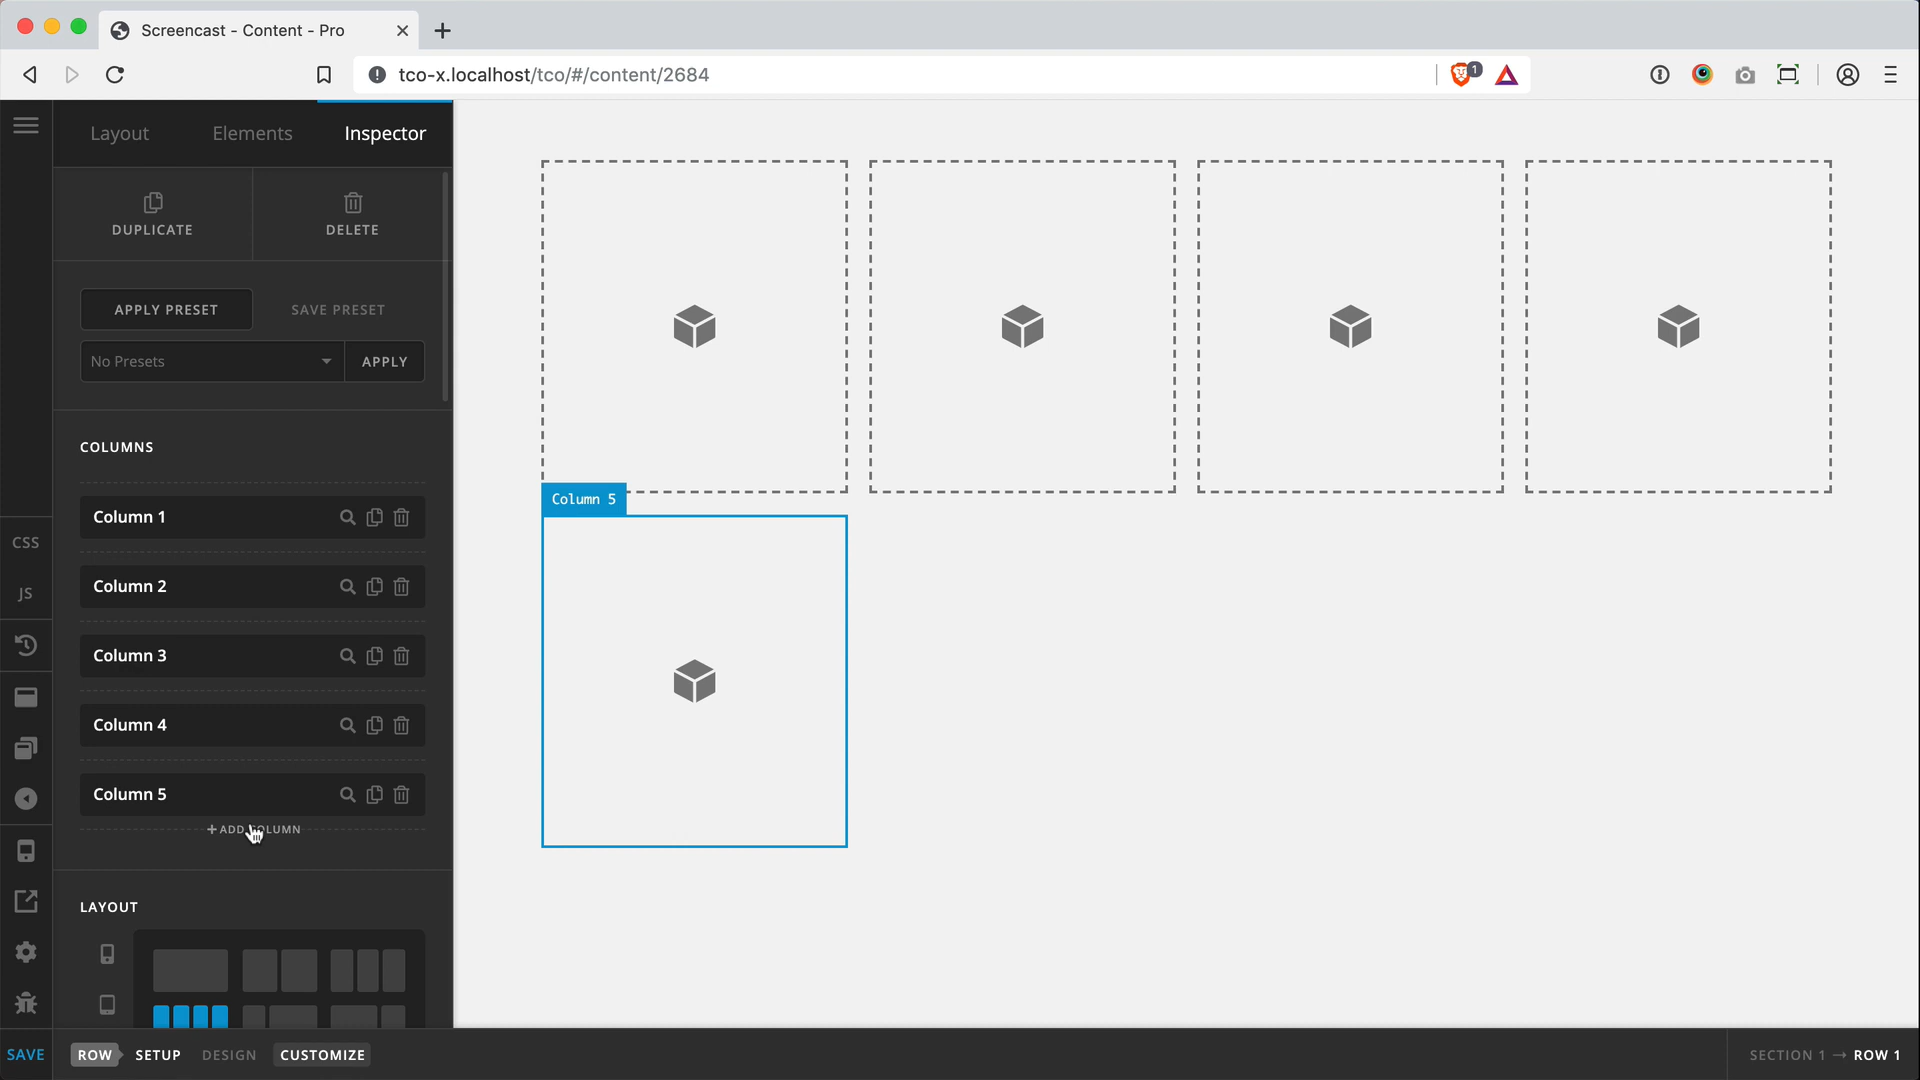 Screencast - Content - Pro
tco-x.localhost/tco/#/content/2684
1
Layout
Elements
Inspector
DUPLICATE
DELETE
APPLY PRESET
SAVE PRESET
No Presets
APPLY
COLUMNS
Column 1
Column 2
Column 3
Column 4
Column 5
+ ADD COLUMN
LAYOUT
CSS
JS
Column 5
SAVE
ROW
SETUP
DESIGN
CUSTOMIZE
SECTION 1 → ROW 1